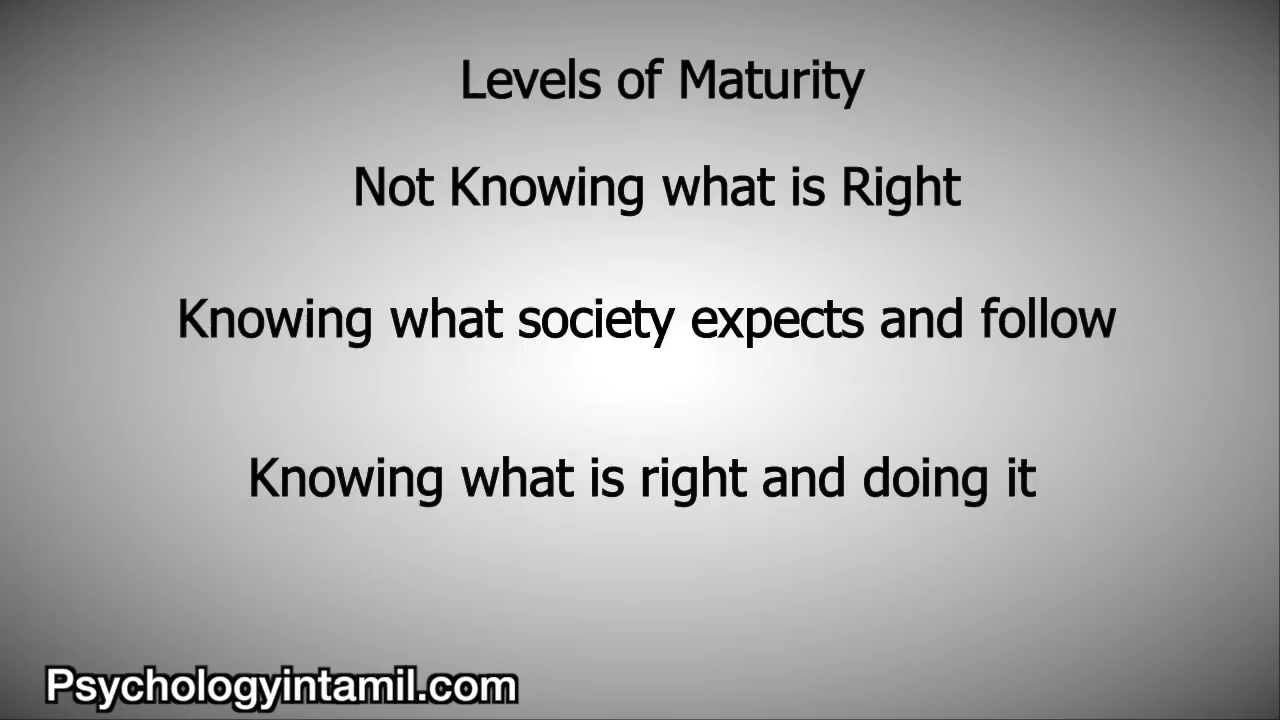 Levels of Maturity
Not Knowing what is Right
Knowing what society expects and follow
Knowing what is right and doing it
Psychologyintamil.com